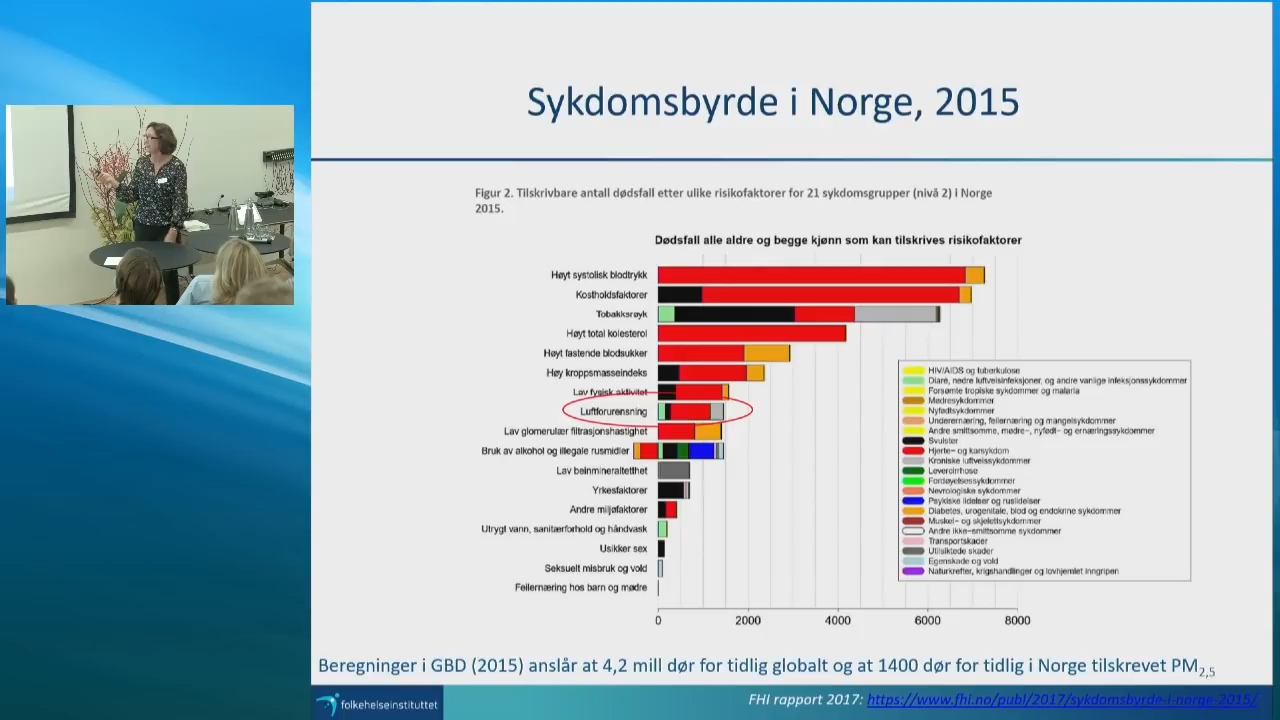 Sykdomsbyrde i Norge, 2015
Figur 2. Tilskrivbare antall dødsfall etter ulike risikofaktorer for 21 sykdomsgrupper (nivå 2) i Norge
2015.
Dødsfall alle aldre og begge kjønn som kan tilskrives risikofaktorer
Høyt systolisk blodtrykk
Kostholdsfaktorer
Tobakksrøyk
Høyt total kolesterol
Høyt fastende blodsukker
Høy kroppsmasseindeks
Lav fysisk aktivitet
Luftforurensning
Lav glomerulær filtrasjonshastighet
Bruk av alkohol og illegale rusmidler
Lav beinmineraltetthet
Yrkesfaktorer
Andre miljøfaktorer
Utrygt vann, sanitærforhold og håndvask
Usikker sex
Seksuelt misbruk og vold
Feilernæring hos barn og mødre
0 2000 4000 6000 8000
HIV/AIDS og tuberkulose
Diaré, nedre luftveisinfeksjoner, og andre vanlige infeksjonssykdommer
Forsømte tropiske sykdommer og malaria
Mødresykdommer
Nyfødtsykdommer
Underernæring, feilernæring og mangelsykdommer
Andre smittsomme, mødre-, nyfødt- og ernæringssykdommer
Svulster
Hjerte- og karsykdom
Kroniske luftveissykdommer
Levercirrhose
Fordøyelsessykdommer
Nevrologiske sykdommer
Psykiske lidelser og ruslidelser
Diabetes, urogenitale, blod og endokrine sykdommer
Muskel- og skjelettsykdommer
Andre ikke-smittsomme sykdommer
Transportskader
Utilsiktede skader
Egenskade og vold
Naturkrefter, krigshandlinger og lovhjemlet inngripen
Beregninger i GBD (2015) anslår at 4,2 mill dør for tidlig globalt og at 1400 dør for tidlig i Norge tilskrevet PM2,5
folkehelseinstituttet
FHI rapport 2017: https://www.fhi.no/publ/2017/sykdomsbyrde-i-norge-2015/